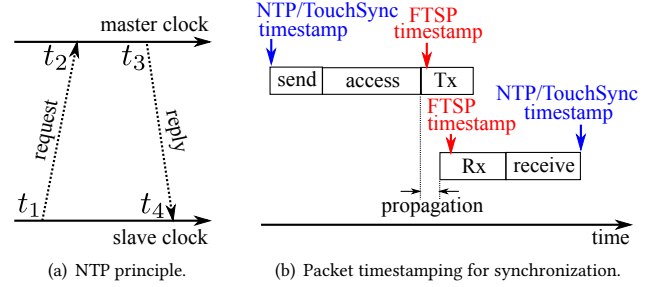 master clock
t2 t3
request
reply
t1 t4
slave clock
(a) NTP principle.
NTP/TouchSync
timestamp
FTSP
timestamp
send access Tx
FTSP
timestamp
NTP/TouchSync
timestamp
Rx receive
propagation
time
(b) Packet timestamping for synchronization.